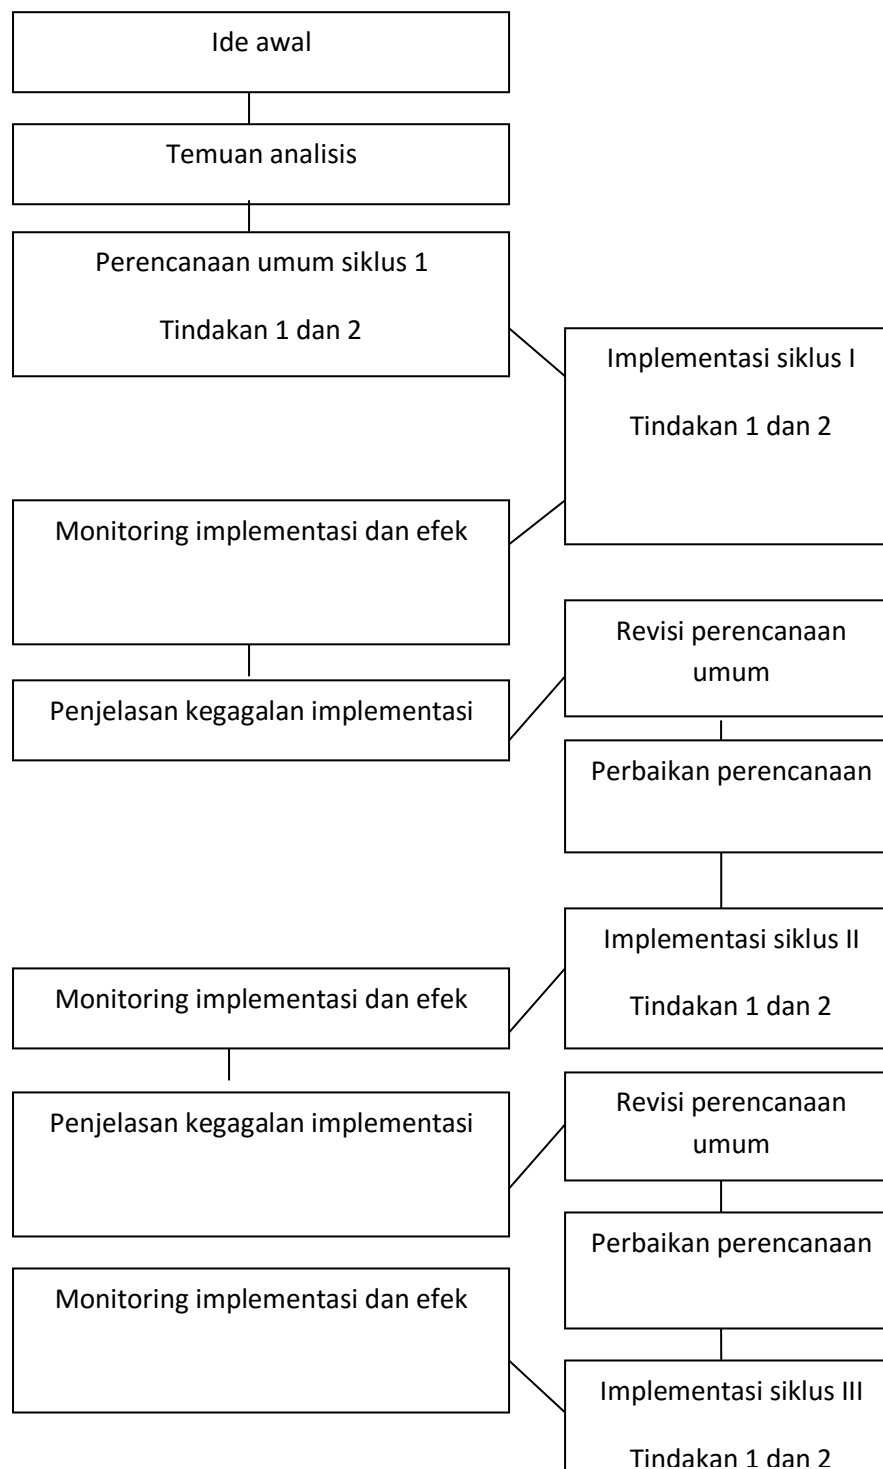 Ide awal
Temuan analisis
Perencanaan umum siklus 1
Tindakan 1 dan 2
Implementasi siklus I
Tindakan 1 dan 2
Monitoring implementasi dan efek
Penjelasan kegagalan implementasi
Revisi perencanaan
umum
Perbaikan perencanaan
Implementasi siklus II
Tindakan 1 dan 2
Monitoring implementasi dan efek
Penjelasan kegagalan implementasi
Revisi perencanaan
umum
Perbaikan perencanaan
Implementasi siklus III
Tindakan 1 dan 2
Monitoring implementasi dan efek